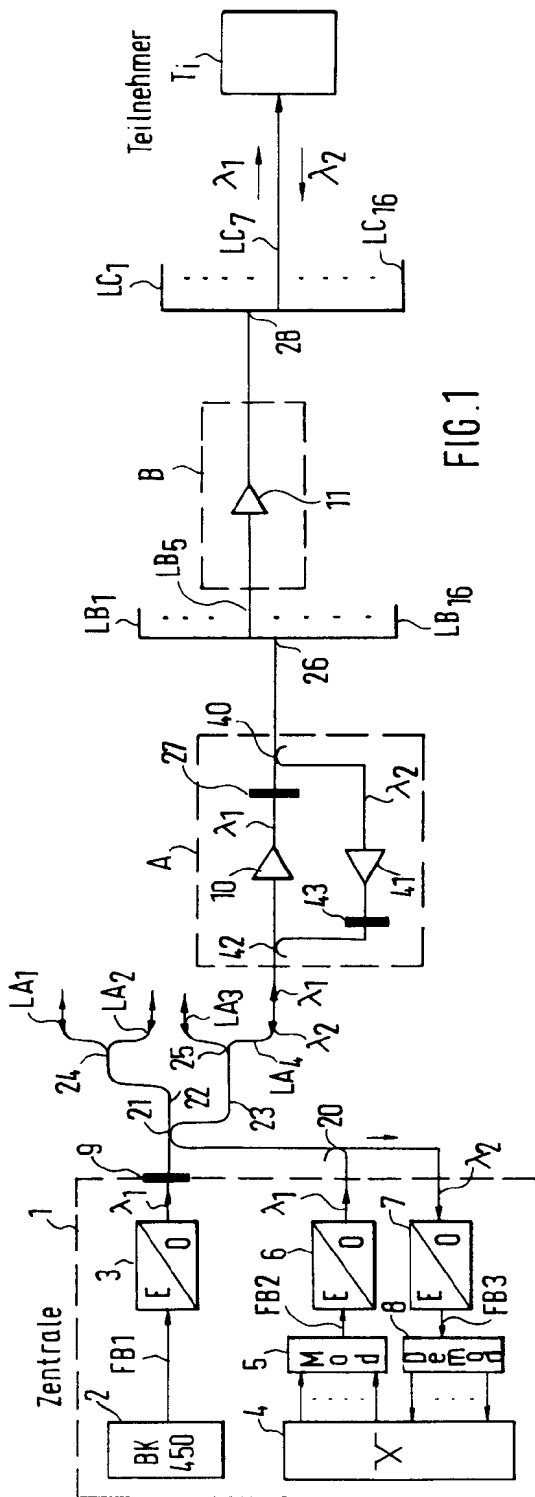 Zentrale
1
2
BK
450
FB1
3
E
O
λ1
9
4
5
Mod
FB2
6
E
O
λ1
20
8
Demod
FB3
7
E
O
λ2
21
22
23
24
25
LA1
LA2
LA3
LA4
λ2
λ1
A
42
10
λ1
27
40
43
41
λ2
26
LB1
LB5
LB16
B
11
28
LC1
LC7
LC16
λ1
λ2
Teilnehmer
Ti
FIG.1